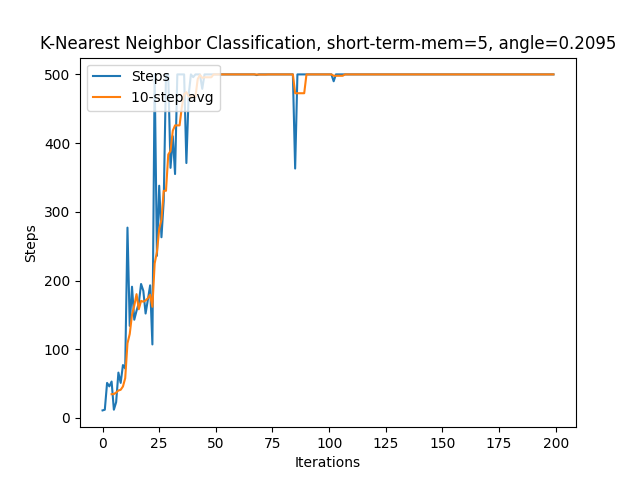 K-Nearest Neighbor Classification, short-term-mem=5, angle=0.2095
Steps
10-step avg
500
400
300
200
100
0
Steps
0 25 50 75 100 125 150 175 200
Iterations